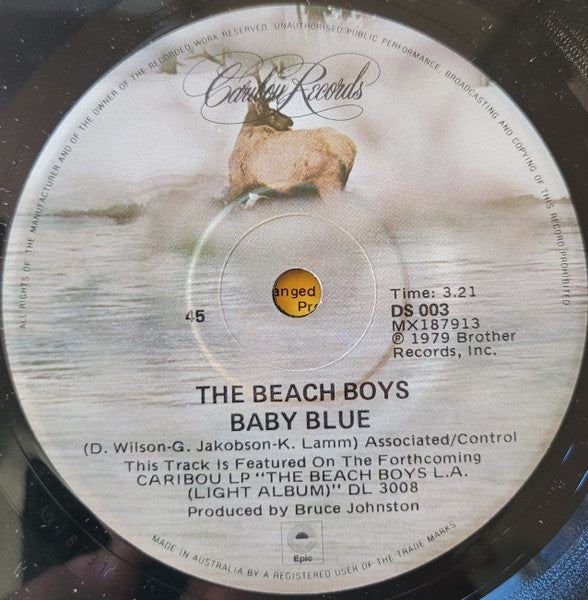 ALL RIGHTS OF THE MANUFACTURER AND OF THE OWNER OF THE RECORDED WORK RESERVED. UNAUTHORISED PUBLIC PERFORMANCE, BROADCASTING AND COPYING OF THIS RECORD PROHIBITED
Caribou Records
anged
Pro
45
Time: 3.21
DS 003
MX187913
℗ 1979 Brother
Records, Inc.
THE BEACH BOYS
BABY BLUE
(D. Wilson-G. Jakobson-K. Lamm) Associated/Control
This Track is Featured On The Forthcoming
CARIBOU LP "THE BEACH BOYS L.A.
(LIGHT ALBUM)" DL 3008
Produced by Bruce Johnston
Epic
MADE IN AUSTRALIA BY A REGISTERED USER OF THE TRADE MARKS